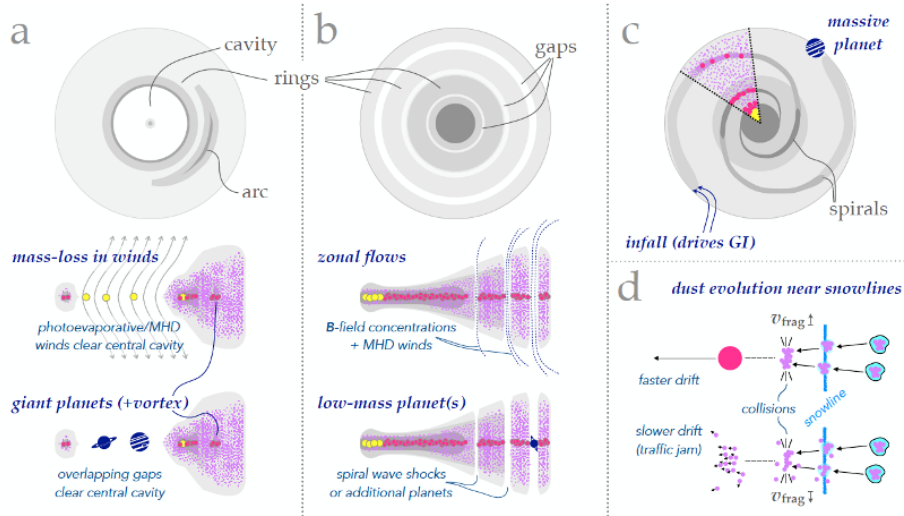 a
cavity
rings
arc
mass-loss in winds
photoevaporative/MHD
winds clear central cavity
giant planets (+vortex)
overlapping gaps
clear central cavity
b
gaps
zonal flows
B-field concentrations
+ MHD winds
low-mass planet(s)
spiral wave shocks
or additional planets
c
massive
planet
spirals
infall (drives GI)
d
dust evolution near snowlines
vfrag
faster drift
collisions
snowline
slower drift
(traffic jam)
vfrag